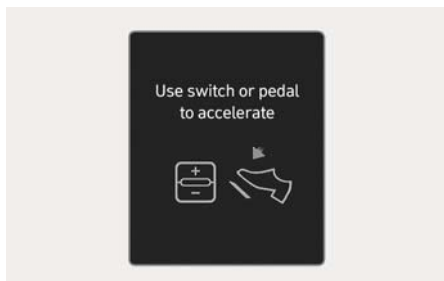 Use switch or pedal
to accelerate
+
-